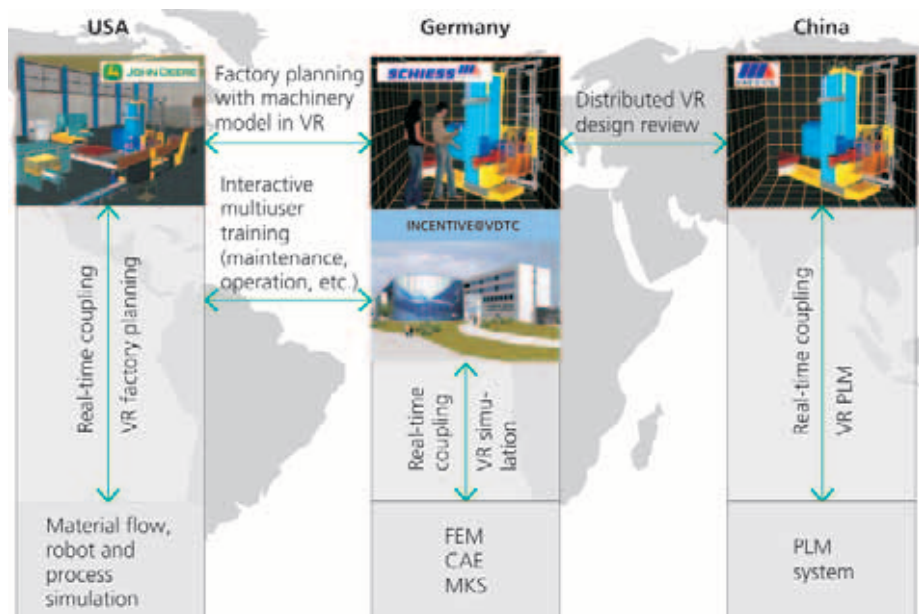 USA
Germany
China
JOHN DEERE
SCHIESS
Factory planning
with machinery
model in VR
Distributed VR
design review
Interactive
multiuser
training
(maintenance,
operation, etc.)
INCENTIVE@VDTC
Real-time coupling
VR factory planning
Real-time
coupling
VR simu-
lation
Real-time coupling
VR PLM
Material flow,
robot and
process
simulation
FEM
CAE
MKS
PLM
system